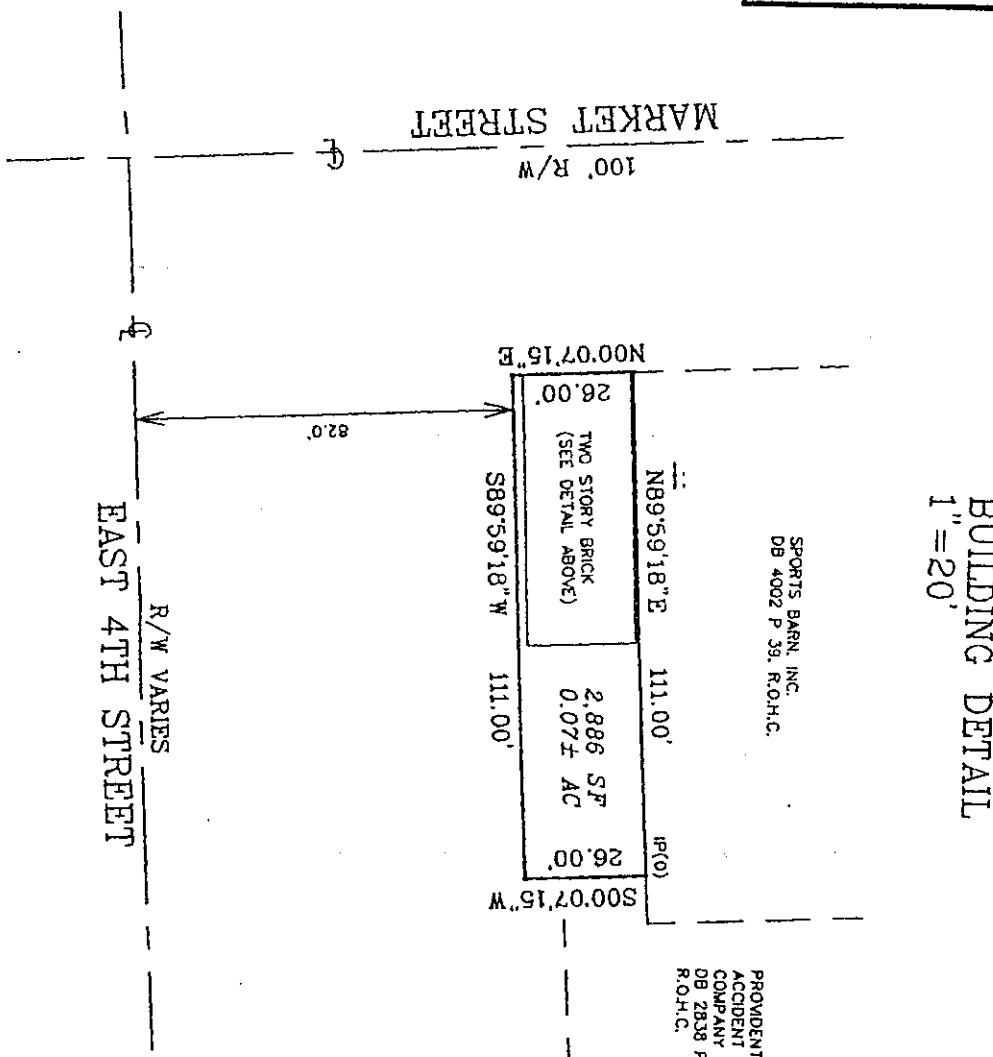 MARKET STREET
100' R/W
BUILDING DETAIL
1"=20'
SPORTS BARN, INC.
DB 4002 P 39, R.O.H.C.
N00°07'15"E
26.00'
TWO STORY BRICK
(SEE DETAIL ABOVE)
N89°59'18"E 111.00'
S89°59'18"W 111.00'
2,886 SF
0.07± AC
IP(O)
26.00'
S00°07'15"W
82.0'
R/W VARIES
EAST 4TH STREET
PROVIDENT
ACCIDENT
COMPANY
DB 2838 P
R.O.H.C.